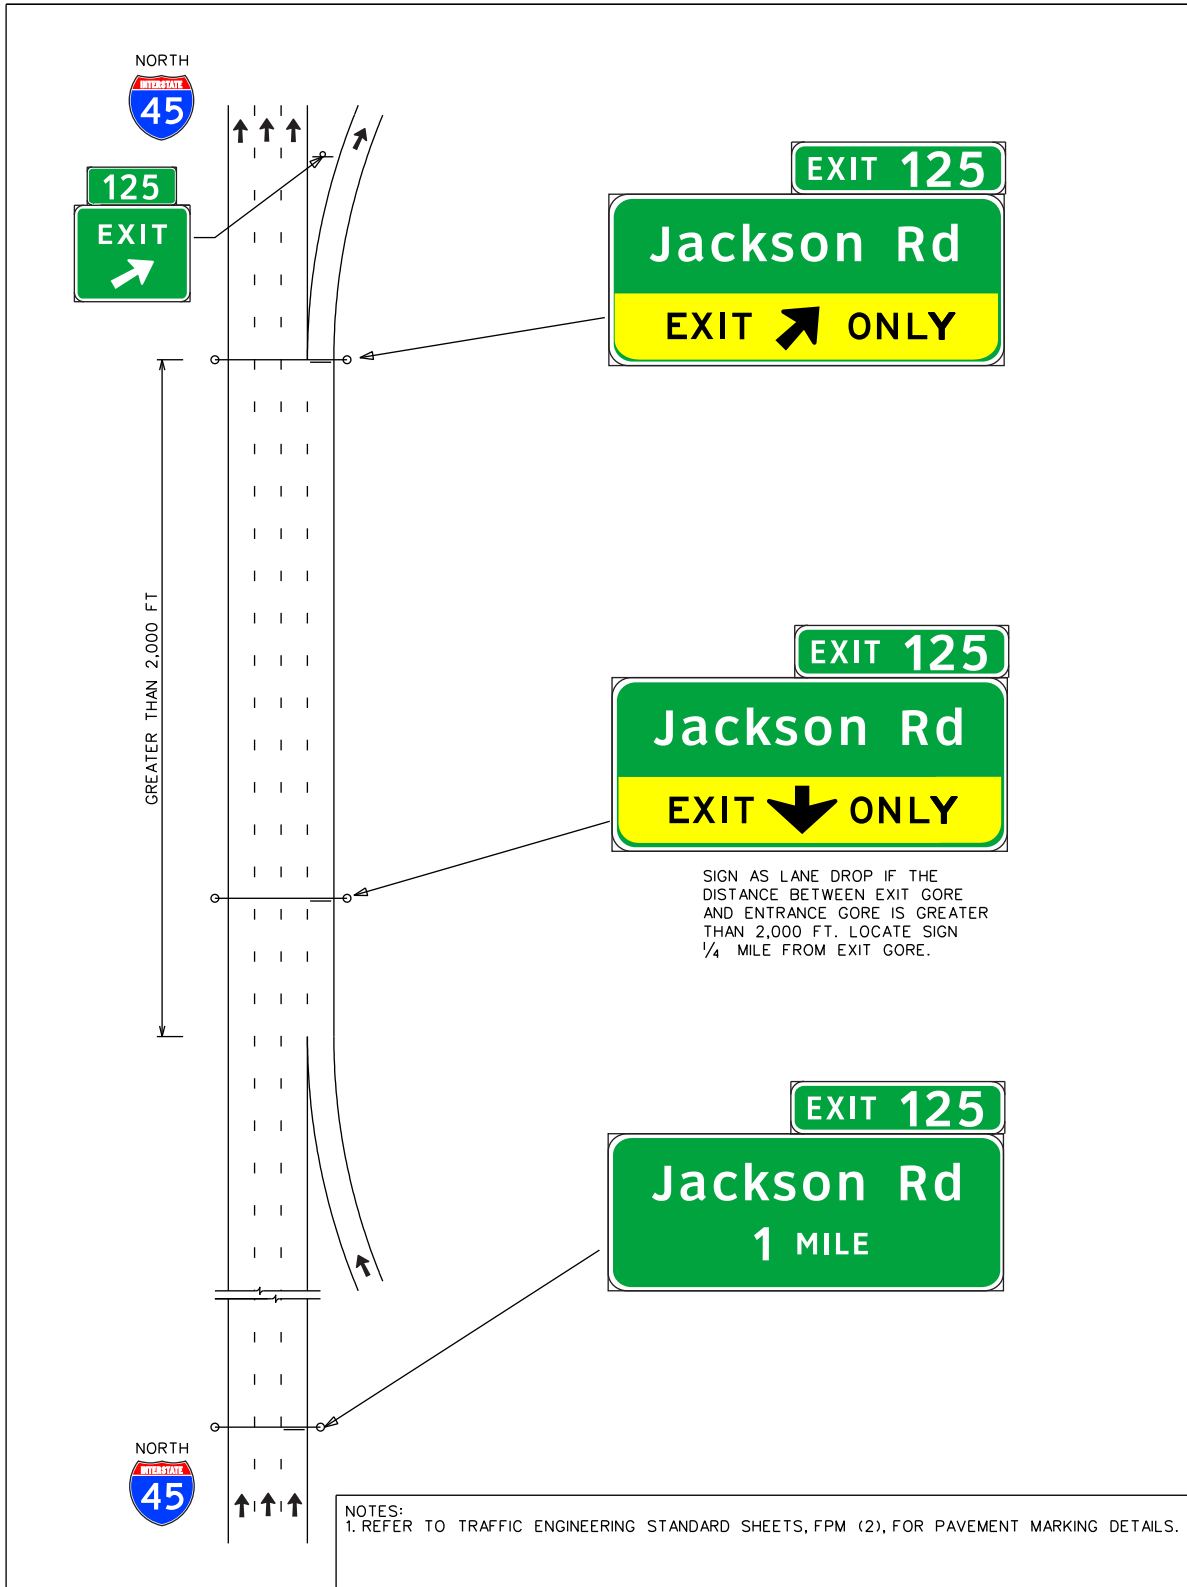 NORTH
INTERSTATE
45
125
EXIT
EXIT 125
Jackson Rd
EXIT ONLY
GREATER THAN 2,000 FT
EXIT 125
Jackson Rd
EXIT ONLY
SIGN AS LANE DROP IF THE
DISTANCE BETWEEN EXIT GORE
AND ENTRANCE GORE IS GREATER
THAN 2,000 FT. LOCATE SIGN
1/4 MILE FROM EXIT GORE.
EXIT 125
Jackson Rd
1 MILE
NORTH
INTERSTATE
45
NOTES:
1. REFER TO TRAFFIC ENGINEERING STANDARD SHEETS, FPM (2), FOR PAVEMENT MARKING DETAILS.